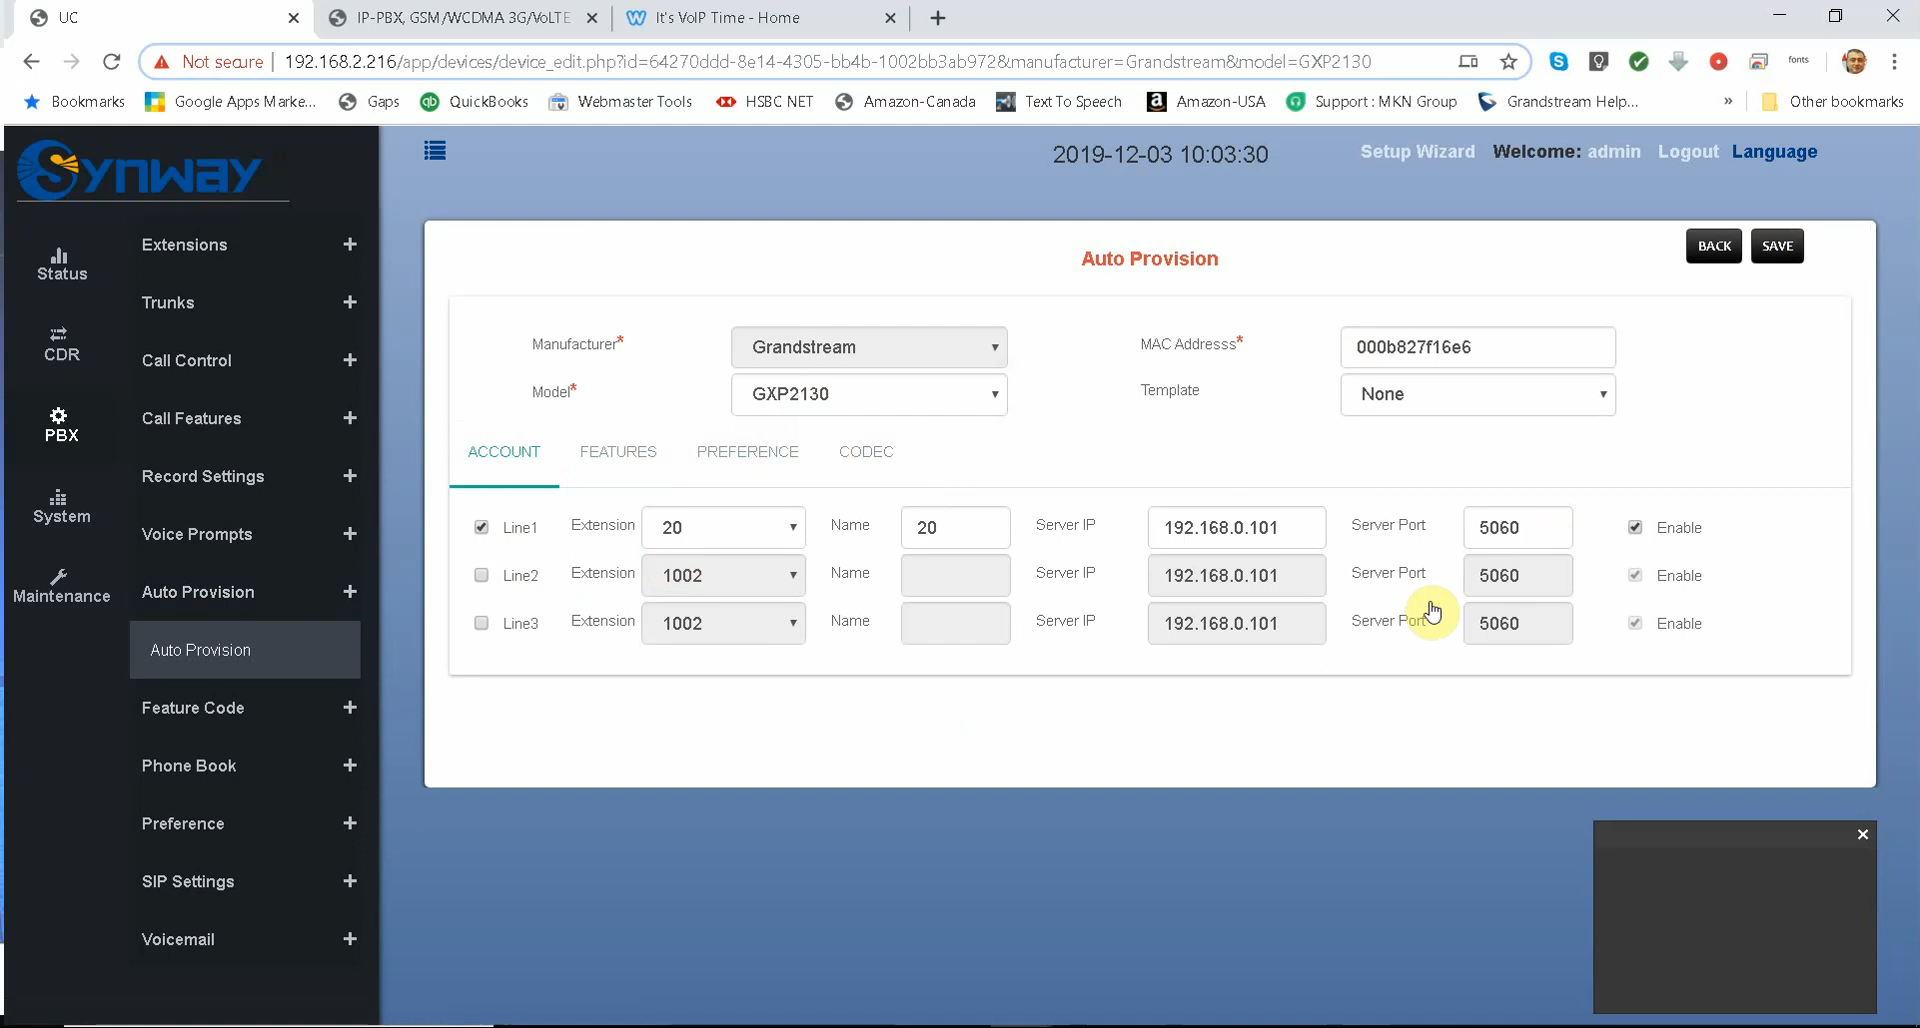 UC
IP-PBX, GSM/WCDMA 3G/VoLTE
It's VoIP Time - Home
Not secure
192.168.2.216/app/devices/device_edit.php?id=64270ddd-8e14-4305-bb4b-1002bb3ab972&manufacturer=Grandstream&model=GXP2130
fonts
Bookmarks
Google Apps Marke...
Gaps
QuickBooks
Webmaster Tools
HSBC NET
Amazon-Canada
Text To Speech
Amazon-USA
Support : MKN Group
Grandstream Help...
»
Other bookmarks
Synway
2019-12-03 10:03:30
Setup Wizard Welcome: admin Logout Language
Status
CDR
PBX
System
Maintenance
Extensions +
Trunks +
Call Control +
Call Features +
Record Settings +
Voice Prompts +
Auto Provision +
Auto Provision
Feature Code +
Phone Book +
Preference +
SIP Settings +
Voicemail +
Auto Provision
BACK SAVE
Manufacturer* Grandstream MAC Addresss* 000b827f16e6
Model* GXP2130 Template None
ACCOUNT FEATURES PREFERENCE CODEC
Line1 Extension 20 Name 20 Server IP 192.168.0.101 Server Port 5060 Enable
Line2 Extension 1002 Name Server IP 192.168.0.101 Server Port 5060 Enable
Line3 Extension 1002 Name Server IP 192.168.0.101 Server Port 5060 Enable